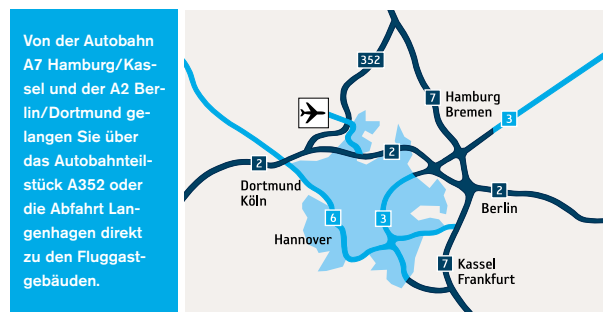 Von der Autobahn
A7 Hamburg/Kas-
sel und der A2 Ber-
lin/Dortmund ge-
langen Sie über
das Autobahnteil-
stück A352 oder
die Abfahrt Lan-
genhagen direkt
zu den Fluggast-
gebäuden.
352
7
Hamburg
Bremen
3
2
2
Dortmund
Köln
2
Berlin
6
3
Hannover
7
Kassel
Frankfurt